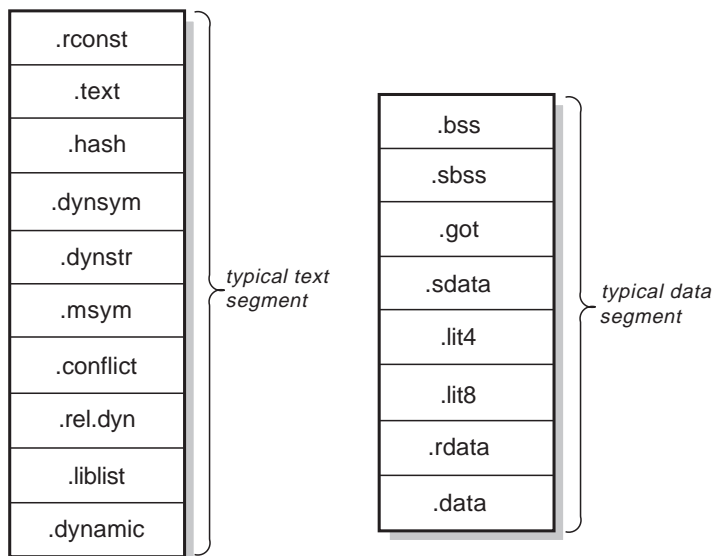 .rconst
.text
.hash
.dynsym
.dynstr
.msym
.conflict
.rel.dyn
.liblist
.dynamic
typical text
segment
.bss
.sbss
.got
.sdata
.lit4
.lit8
.rdata
.data
typical data
segment